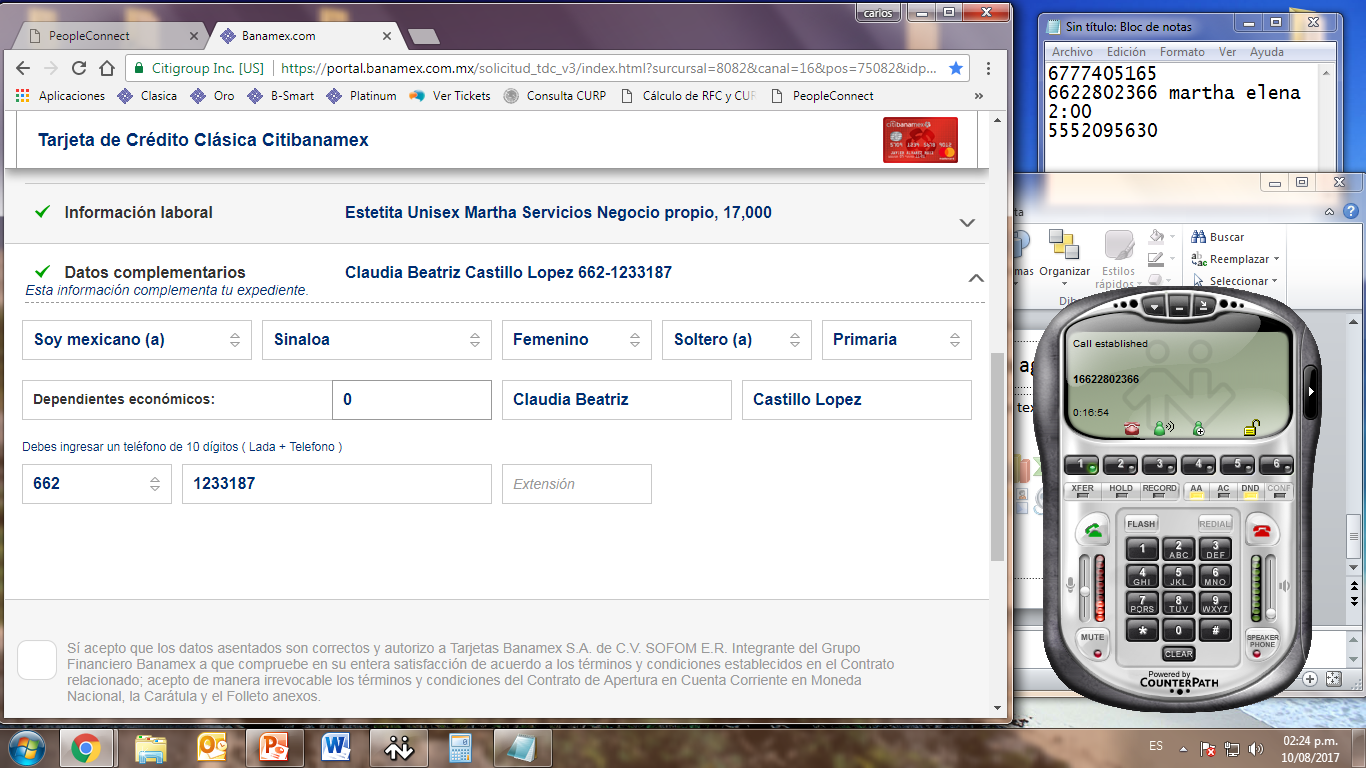 carlos
PeopleConnect
Banamex.com
Citigroup Inc. [US]
https://portal.banamex.com.mx/solicitud_tdc_v3/index.html?surcursal=8082&canal=16&pos=75082&idp...
Aplicaciones Clasica Oro B-Smart Platinum Ver Tickets Consulta CURP Cálculo de RFC y CUR PeopleConnect »
Tarjeta de Crédito Clásica Citibanamex
citibanamex
Información laboral Estetita Unisex Martha Servicios Negocio propio, 17,000
Datos complementarios Claudia Beatriz Castillo Lopez 662-1233187
Esta información complementa tu expediente.
Soy mexicano (a) Sinaloa Femenino Soltero (a) Primaria
Dependientes económicos: 0 Claudia Beatriz Castillo Lopez
Debes ingresar un teléfono de 10 dígitos ( Lada + Telefono )
662 1233187 Extensión
Sí acepto que los datos asentados son correctos y autorizo a Tarjetas Banamex S.A. de C.V. SOFOM E.R. Integrante del Grupo
Financiero Banamex a que compruebe en su entera satisfacción de acuerdo a los términos y condiciones establecidos en el Contrato
relacionado; acepto de manera irrevocable los términos y condiciones del Contrato de Apertura en Cuenta Corriente en Moneda
Nacional, la Carátula y el Folleto anexos.
Sin título: Bloc de notas
Archivo Edición Formato Ver Ayuda
6777405165
6622802366 martha elena
2:00
5552095630
Organizar
Estilos
rápidos
Buscar
Reemplazar
Seleccionar
Call established
16622802366
0:16:54
1 2 3 4 5 6
XFER HOLD RECORD AA AC DND CONF
FLASH REDIAL
1 2 ABC 3 DEF
4 GHI 5 JKL 6 MNO
7 PQRS 8 TUV 9 WXYZ
* 0 #
MUTE
SPEAKER
PHONE
CLEAR
Powered by
COUNTERPATH
ES
02:24 p.m.
10/08/2017